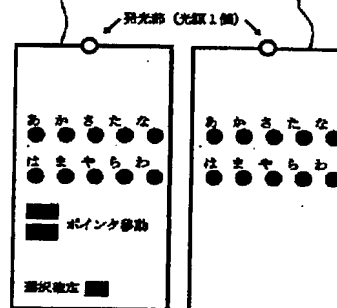 発光部(光源1個)
あ か さ た な
は ま や ら わ
ポインタ移動
選択確定
あ か さ た な
は ま や ら わ